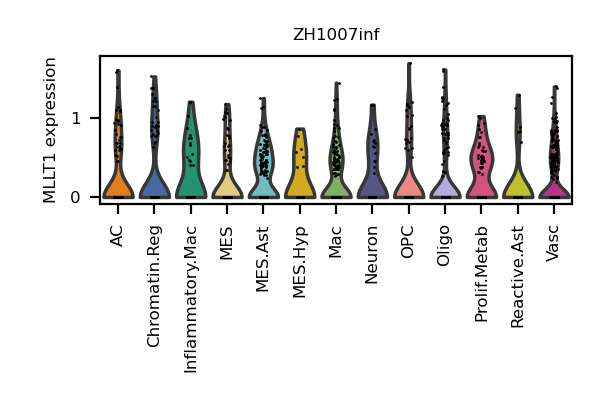 ZH1007inf
MLLT1 expression
1
0
AC
Chromatin.Reg
Inflammatory.Mac
MES
MES.Ast
MES.Hyp
Mac
Neuron
OPC
Oligo
Prolif.Metab
Reactive.Ast
Vasc